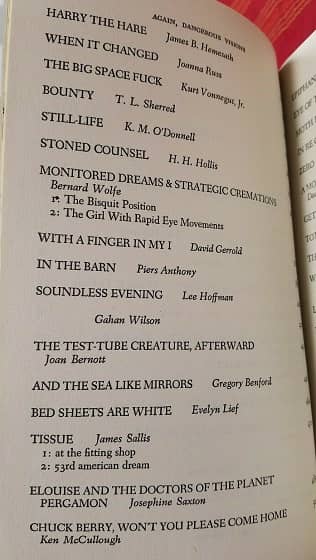 AGAIN, DANGEROUS VISIONS
HARRY THE HARE James B. Hemesath
WHEN IT CHANGED Joanna Russ
THE BIG SPACE FUCK Kurt Vonnegut, Jr.
BOUNTY T. L. Sherred
STILL-LIFE K. M. O'Donnell
STONED COUNSEL H. H. Hollis
MONITORED DREAMS & STRATEGIC CREMATIONS
Bernard Wolfe
1: The Bisquit Position
2: The Girl With Rapid Eye Movements
WITH A FINGER IN MY I David Gerrold
IN THE BARN Piers Anthony
SOUNDLESS EVENING Lee Hoffman
Gahan Wilson
THE TEST-TUBE CREATURE, AFTERWARD
Joan Bernott
AND THE SEA LIKE MIRRORS Gregory Benford
BED SHEETS ARE WHITE Evelyn Lief
TISSUE James Sallis
1: at the fitting shop
2: 53rd american dream
ELOUISE AND THE DOCTORS OF THE PLANET
PERGAMON Josephine Saxton
CHUCK BERRY, WON'T YOU PLEASE COME HOME
Ken McCullough